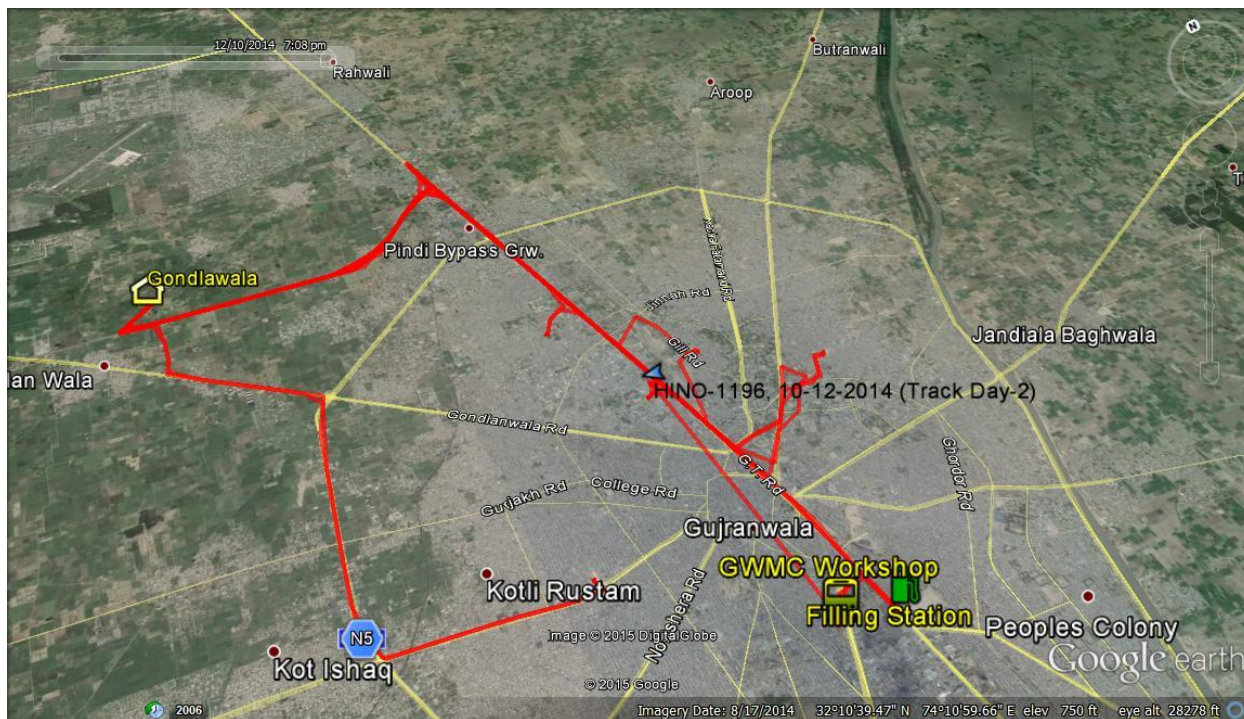 12/10/2014 7:08 pm
N
Butranwali
Rahwali
Aroop
T
Pindi Bypass Grw.
Gondlawala
Jinnah Rd
Gill Rd
Jandiala Baghwala
lan Wala
HINO-1196, 10-12-2014 (Track Day-2)
Gondlanwala Rd
G.T. Rd
Ghordor Rd
College Rd
Gurjakh Rd
Gujranwala
GWMC Workshop
Kotli Rustam
Filling Station
Peoples Colony
N5
Image © 2015 DigitalGlobe
Noshera Rd
Kot Ishaq
Google earth
© 2015 Google
2006
Imagery Date: 8/17/2014 32°10'39.47" N 74°10'59.66" E elev 750 ft eye alt 28278 ft